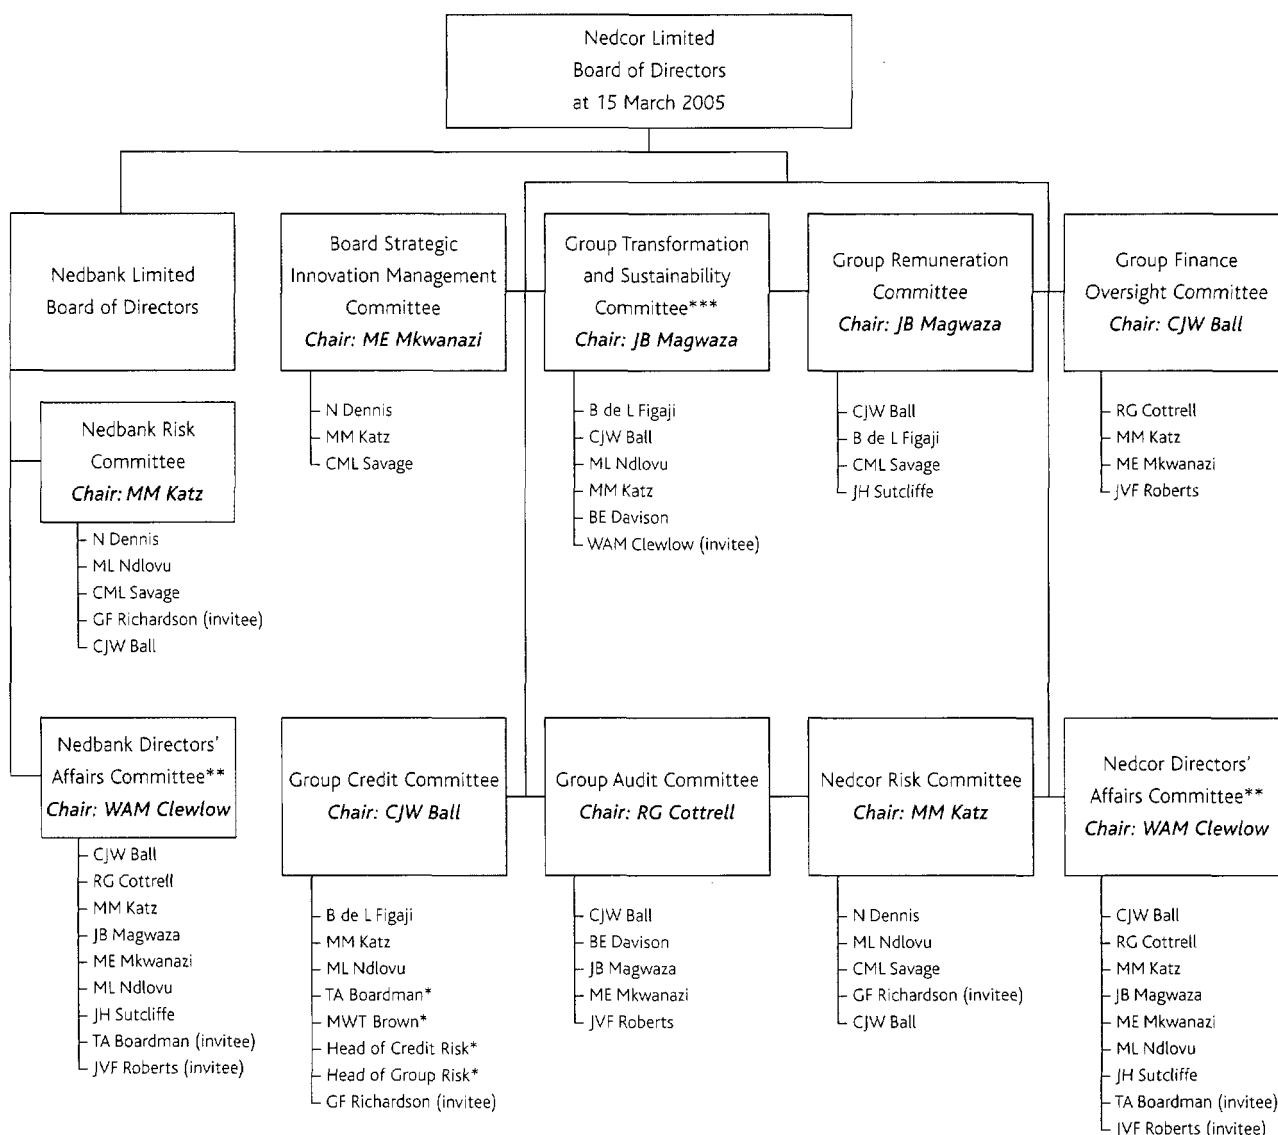 Nedcor Limited
Board of Directors
at 15 March 2005
Nedbank Limited
Board of Directors
Board Strategic
Innovation Management
Committee
Chair: ME Mkwanazi
N Dennis
MM Katz
CML Savage
Group Transformation
and Sustainability
Committee***
Chair: JB Magwaza
B de L Figaji
CJW Ball
ML Ndlovu
MM Katz
BE Davison
WAM Clewlow (invitee)
Group Remuneration
Committee
Chair: JB Magwaza
CJW Ball
B de L Figaji
CML Savage
JH Sutcliffe
Group Finance
Oversight Committee
Chair: CJW Ball
RG Cottrell
MM Katz
ME Mkwanazi
JVF Roberts
Nedbank Risk
Committee
Chair: MM Katz
N Dennis
ML Ndlovu
CML Savage
GF Richardson (invitee)
CJW Ball
Nedbank Directors'
Affairs Committee**
Chair: WAM Clewlow
CJW Ball
RG Cottrell
MM Katz
JB Magwaza
ME Mkwanazi
ML Ndlovu
JH Sutcliffe
TA Boardman (invitee)
JVF Roberts (invitee)
Group Credit Committee
Chair: CJW Ball
B de L Figaji
MM Katz
ML Ndlovu
TA Boardman*
MWT Brown*
Head of Credit Risk*
Head of Group Risk*
GF Richardson (invitee)
Group Audit Committee
Chair: RG Cottrell
CJW Ball
BE Davison
JB Magwaza
ME Mkwanazi
JVF Roberts
Nedcor Risk Committee
Chair: MM Katz
N Dennis
ML Ndlovu
CML Savage
GF Richardson (invitee)
CJW Ball
Nedcor Directors'
Affairs Committee**
Chair: WAM Clewlow
CJW Ball
RG Cottrell
MM Katz
JB Magwaza
ME Mkwanazi
ML Ndlovu
JH Sutcliffe
TA Boardman (invitee)
JVF Roberts (invitee)